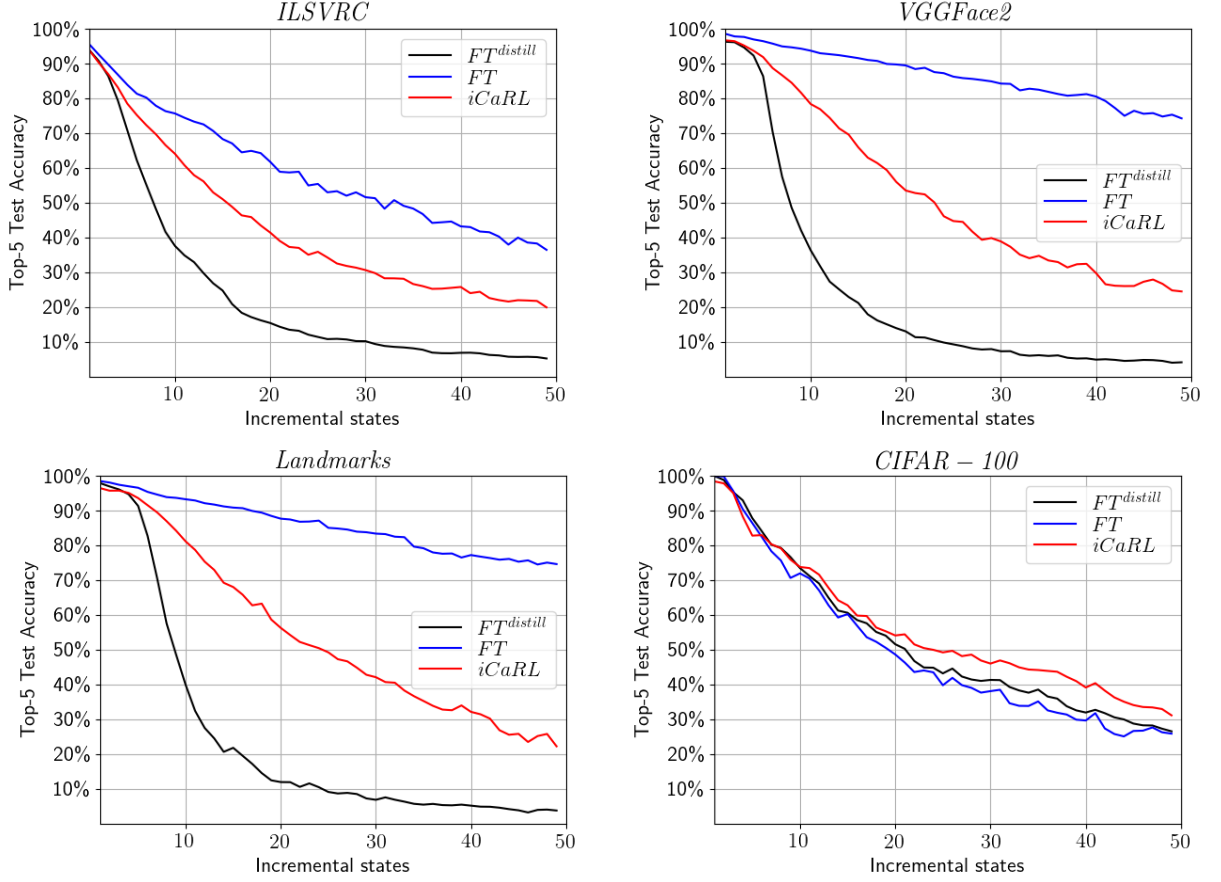 ILSVRC
100%
90%
80%
70%
60%
50%
40%
30%
20%
10%
Top-5 Test Accuracy
FT^distill
FT
iCaRL
10 20 30 40 50
Incremental states
VGGFace2
100%
90%
80%
70%
60%
50%
40%
30%
20%
10%
Top-5 Test Accuracy
FT^distill
FT
iCaRL
10 20 30 40 50
Incremental states
Landmarks
100%
90%
80%
70%
60%
50%
40%
30%
20%
10%
Top-5 Test Accuracy
FT^distill
FT
iCaRL
10 20 30 40 50
Incremental states
CIFAR – 100
100%
90%
80%
70%
60%
50%
40%
30%
20%
10%
Top-5 Test Accuracy
FT^distill
FT
iCaRL
10 20 30 40 50
Incremental states